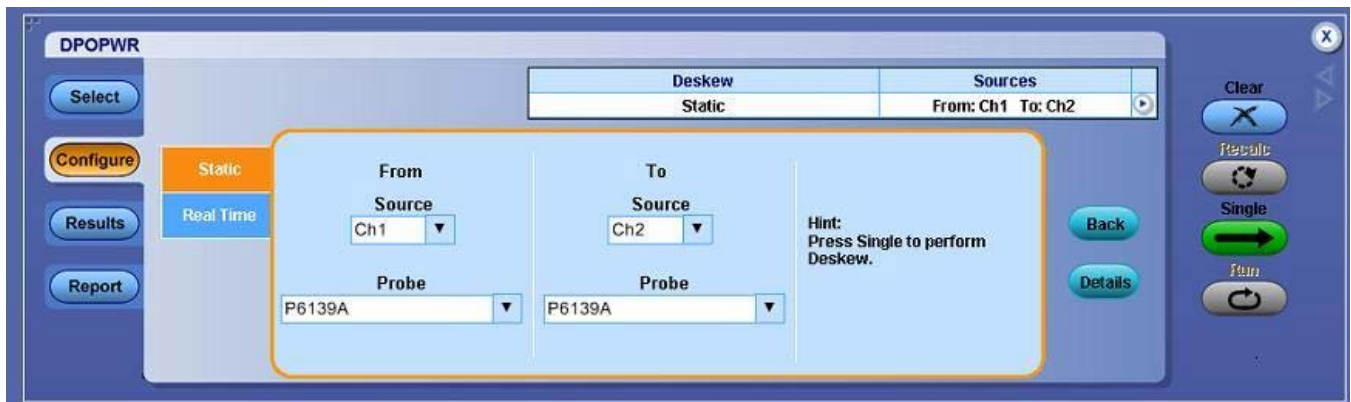 DPOPWR
X
Select
Configure
Results
Report
Deskew Sources
Static From: Ch1 To: Ch2
Static
Real Time
From
Source
Ch1
Probe
P6139A
To
Source
Ch2
Probe
P6139A
Hint:
Press Single to perform
Deskew.
Back
Details
Clear
Recalc
Single
Run